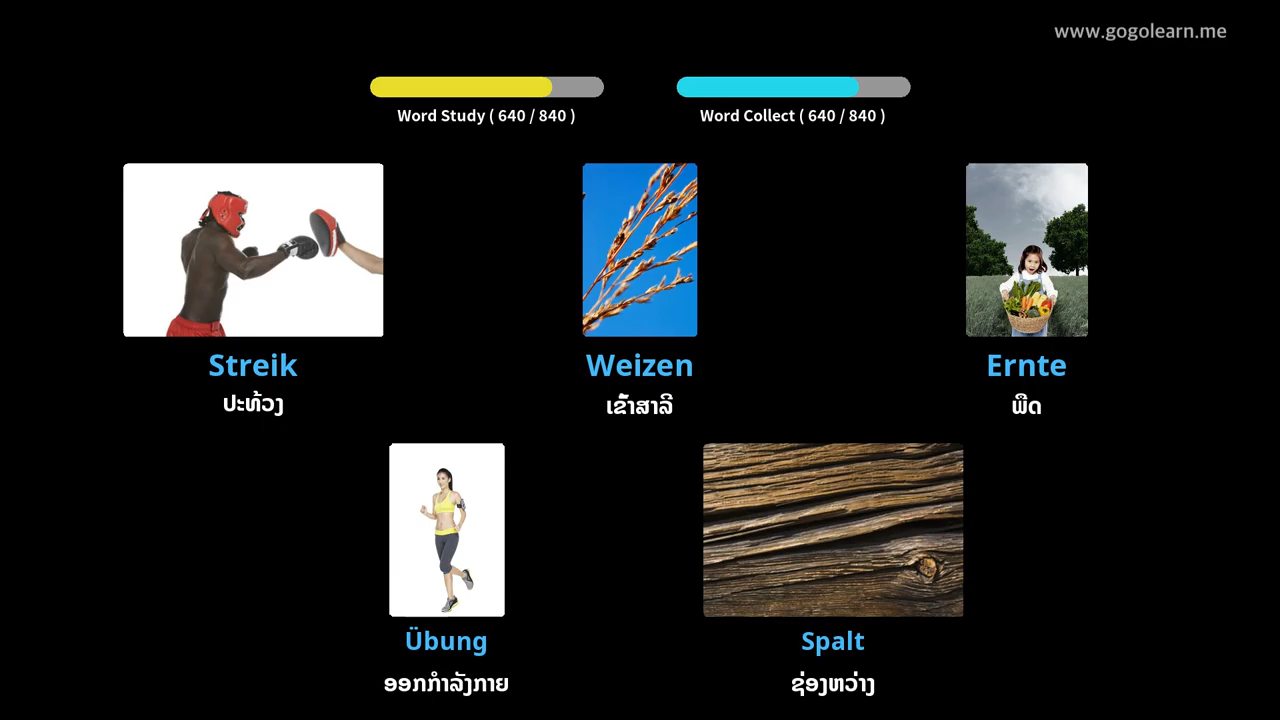 www.gogolearn.me
Word Study ( 640 / 840 )
Word Collect ( 640 / 840 )
Streik
ປະທ້ວງ
Weizen
ເຂົ້າສາລີ
Ernte
ພືດ
Übung
ອອກກຳລັງກາຍ
Spalt
ຊ່ອງຫວ່າງ